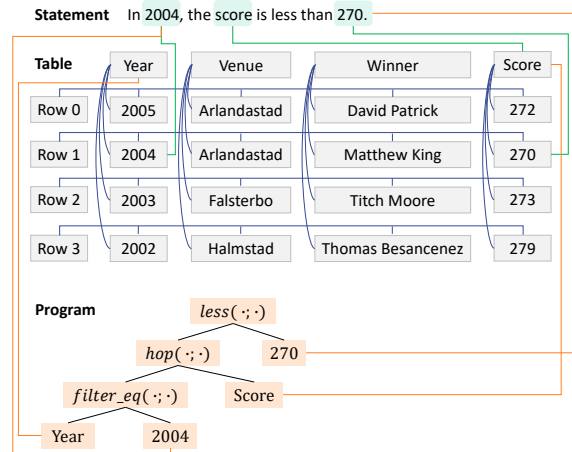 Statement In 2004, the score is less than 270.
Table Year Venue Winner Score
Row 0 2005 Arlandastad David Patrick 272
Row 1 2004 Arlandastad Matthew King 270
Row 2 2003 Falsterbo Titch Moore 273
Row 3 2002 Halmstad Thomas Besancenez 279
Program
less( ·; ·)
hop( ·; ·) 270
filter_eq( ·; ·) Score
Year 2004